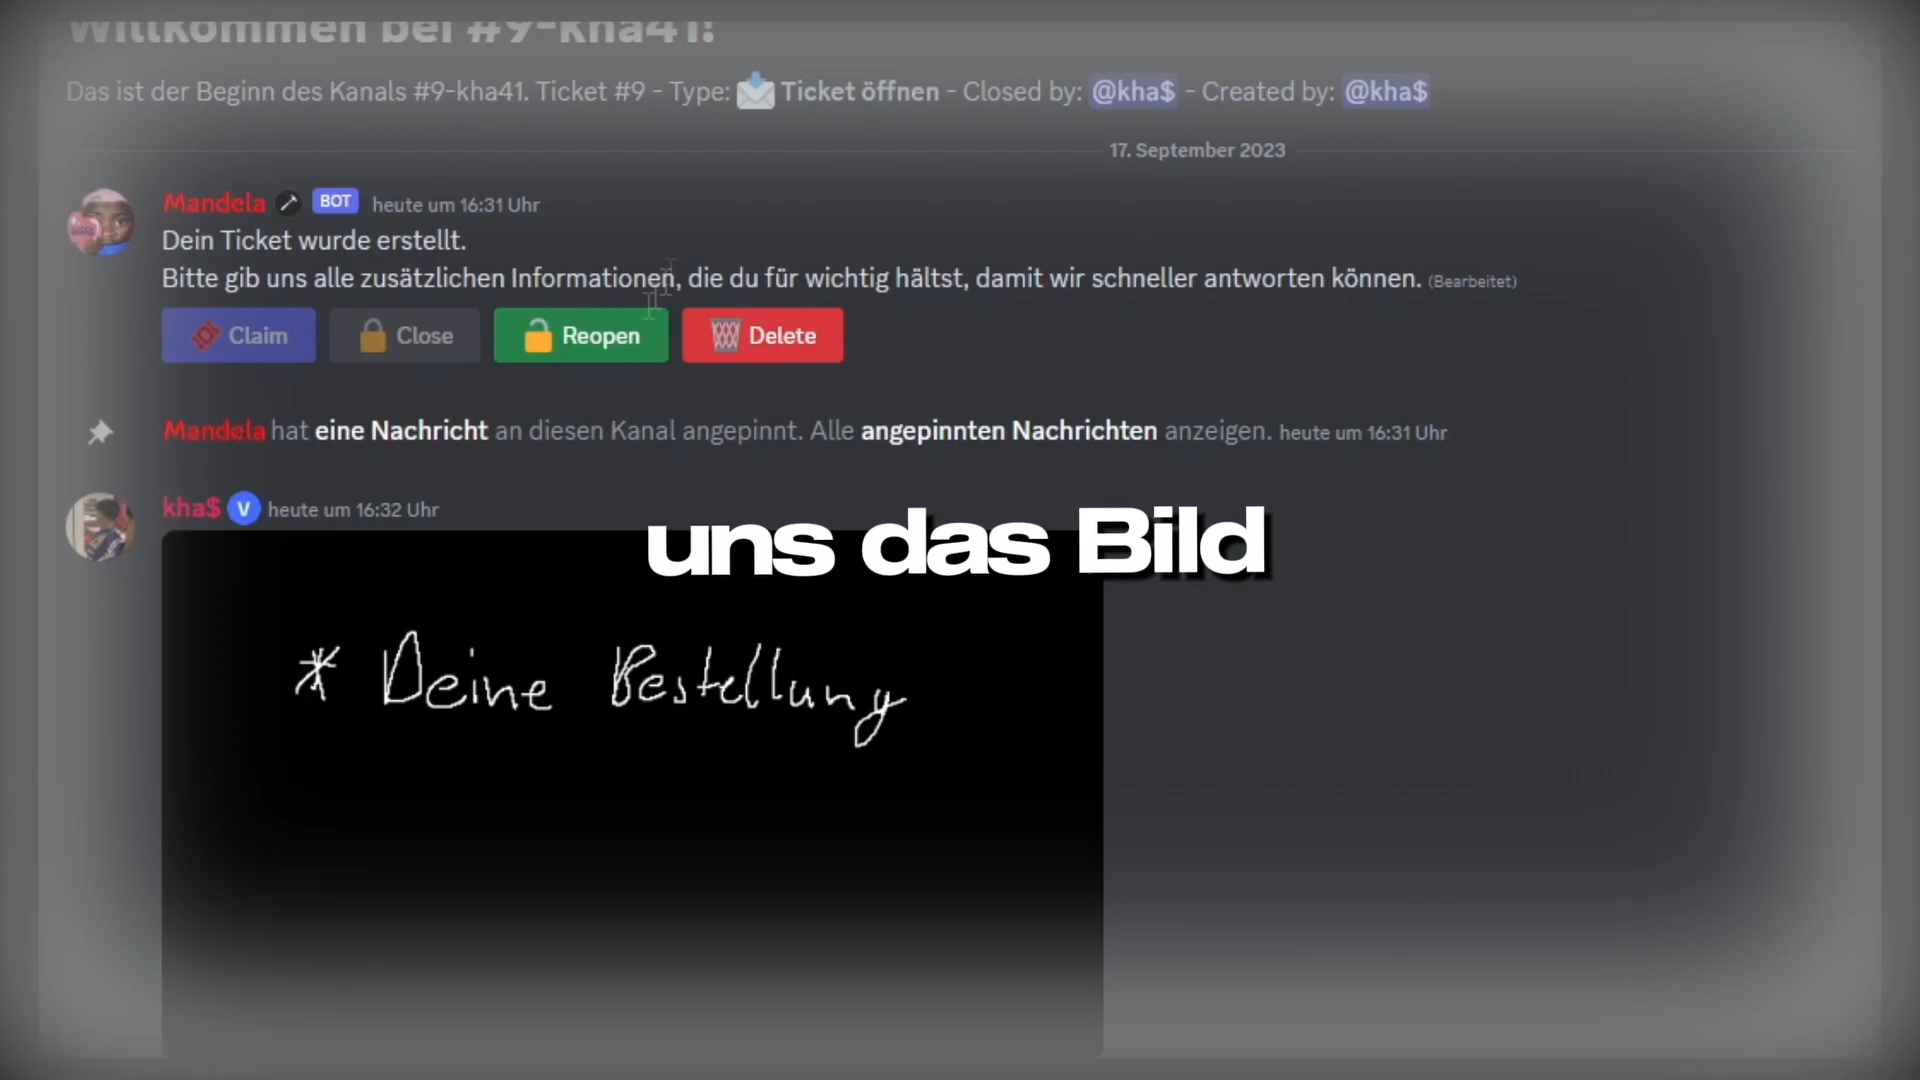 Willkommen bei #9-kha41!
Das ist der Beginn des Kanals #9-kha41. Ticket #9 - Type: 📩 Ticket öffnen - Closed by: @kha$ - Created by: @kha$
17. September 2023
Mandela BOT heute um 16:31 Uhr
Dein Ticket wurde erstellt.
Bitte gib uns alle zusätzlichen Informationen, die du für wichtig hältst, damit wir schneller antworten können. (Bearbeitet)
Claim Close Reopen Delete
Mandela hat eine Nachricht an diesen Kanal angepinnt. Alle angepinnten Nachrichten anzeigen. heute um 16:31 Uhr
kha$ V heute um 16:32 Uhr
uns das Bild
* Deine Bestellung